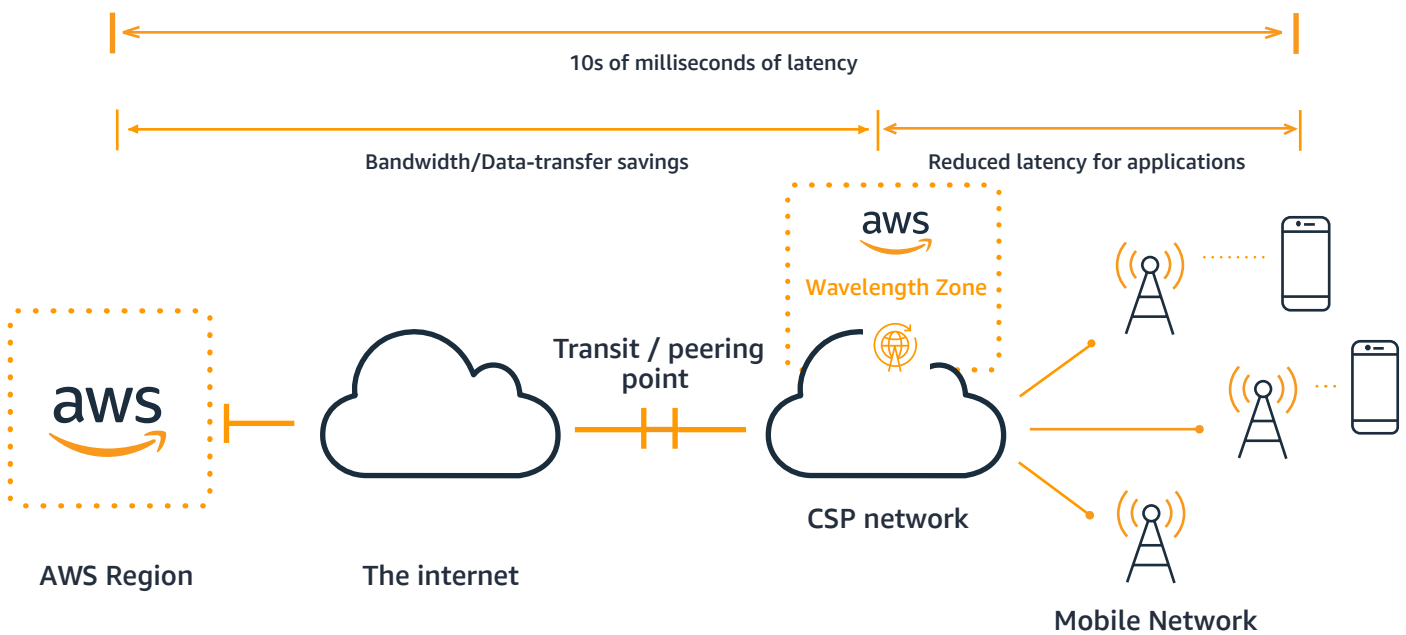 10s of milliseconds of latency
Bandwidth/Data-transfer savings
Reduced latency for applications
aws
Wavelength Zone
Transit / peering
point
aws
CSP network
AWS Region
The internet
Mobile Network